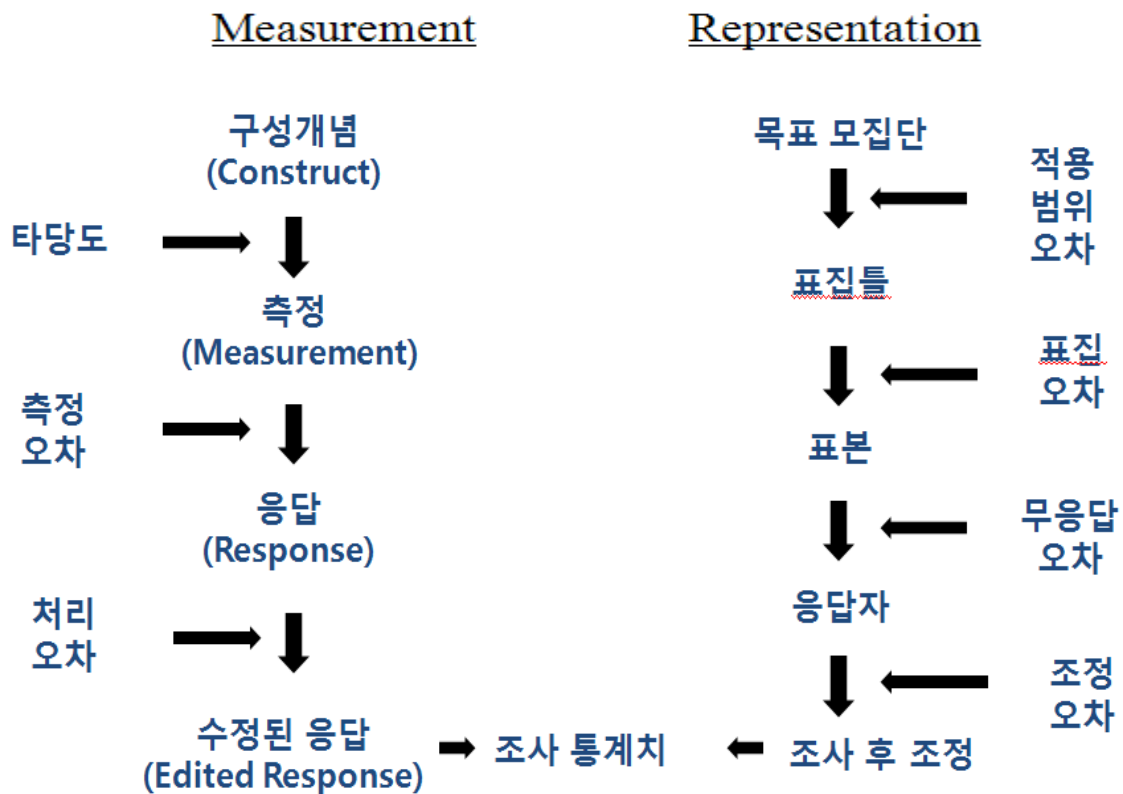 Measurement
Representation
구성개념
(Construct)
목표 모집단
적용
범위
오차
타당도
측정
(Measurement)
표집틀
표집
오차
측정
오차
표본
응답
(Response)
무응답
오차
처리
오차
응답자
조정
오차
수정된 응답
(Edited Response)
조사 통계치
조사 후 조정